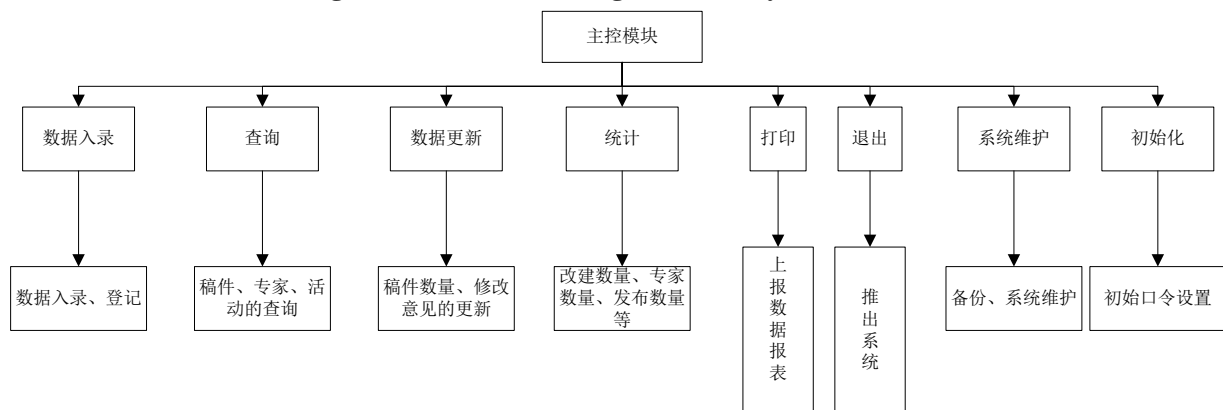 主控模块
数据入录
查询
数据更新
统计
打印
退出
系统维护
初始化
数据入录、登记
稿件、专家、活
动的查询
稿件数量、修改
意见的更新
改建数量、专家
数量、发布数量
等
上
报
数
据
报
表
推
出
系
统
备份、系统维护
初始口令设置